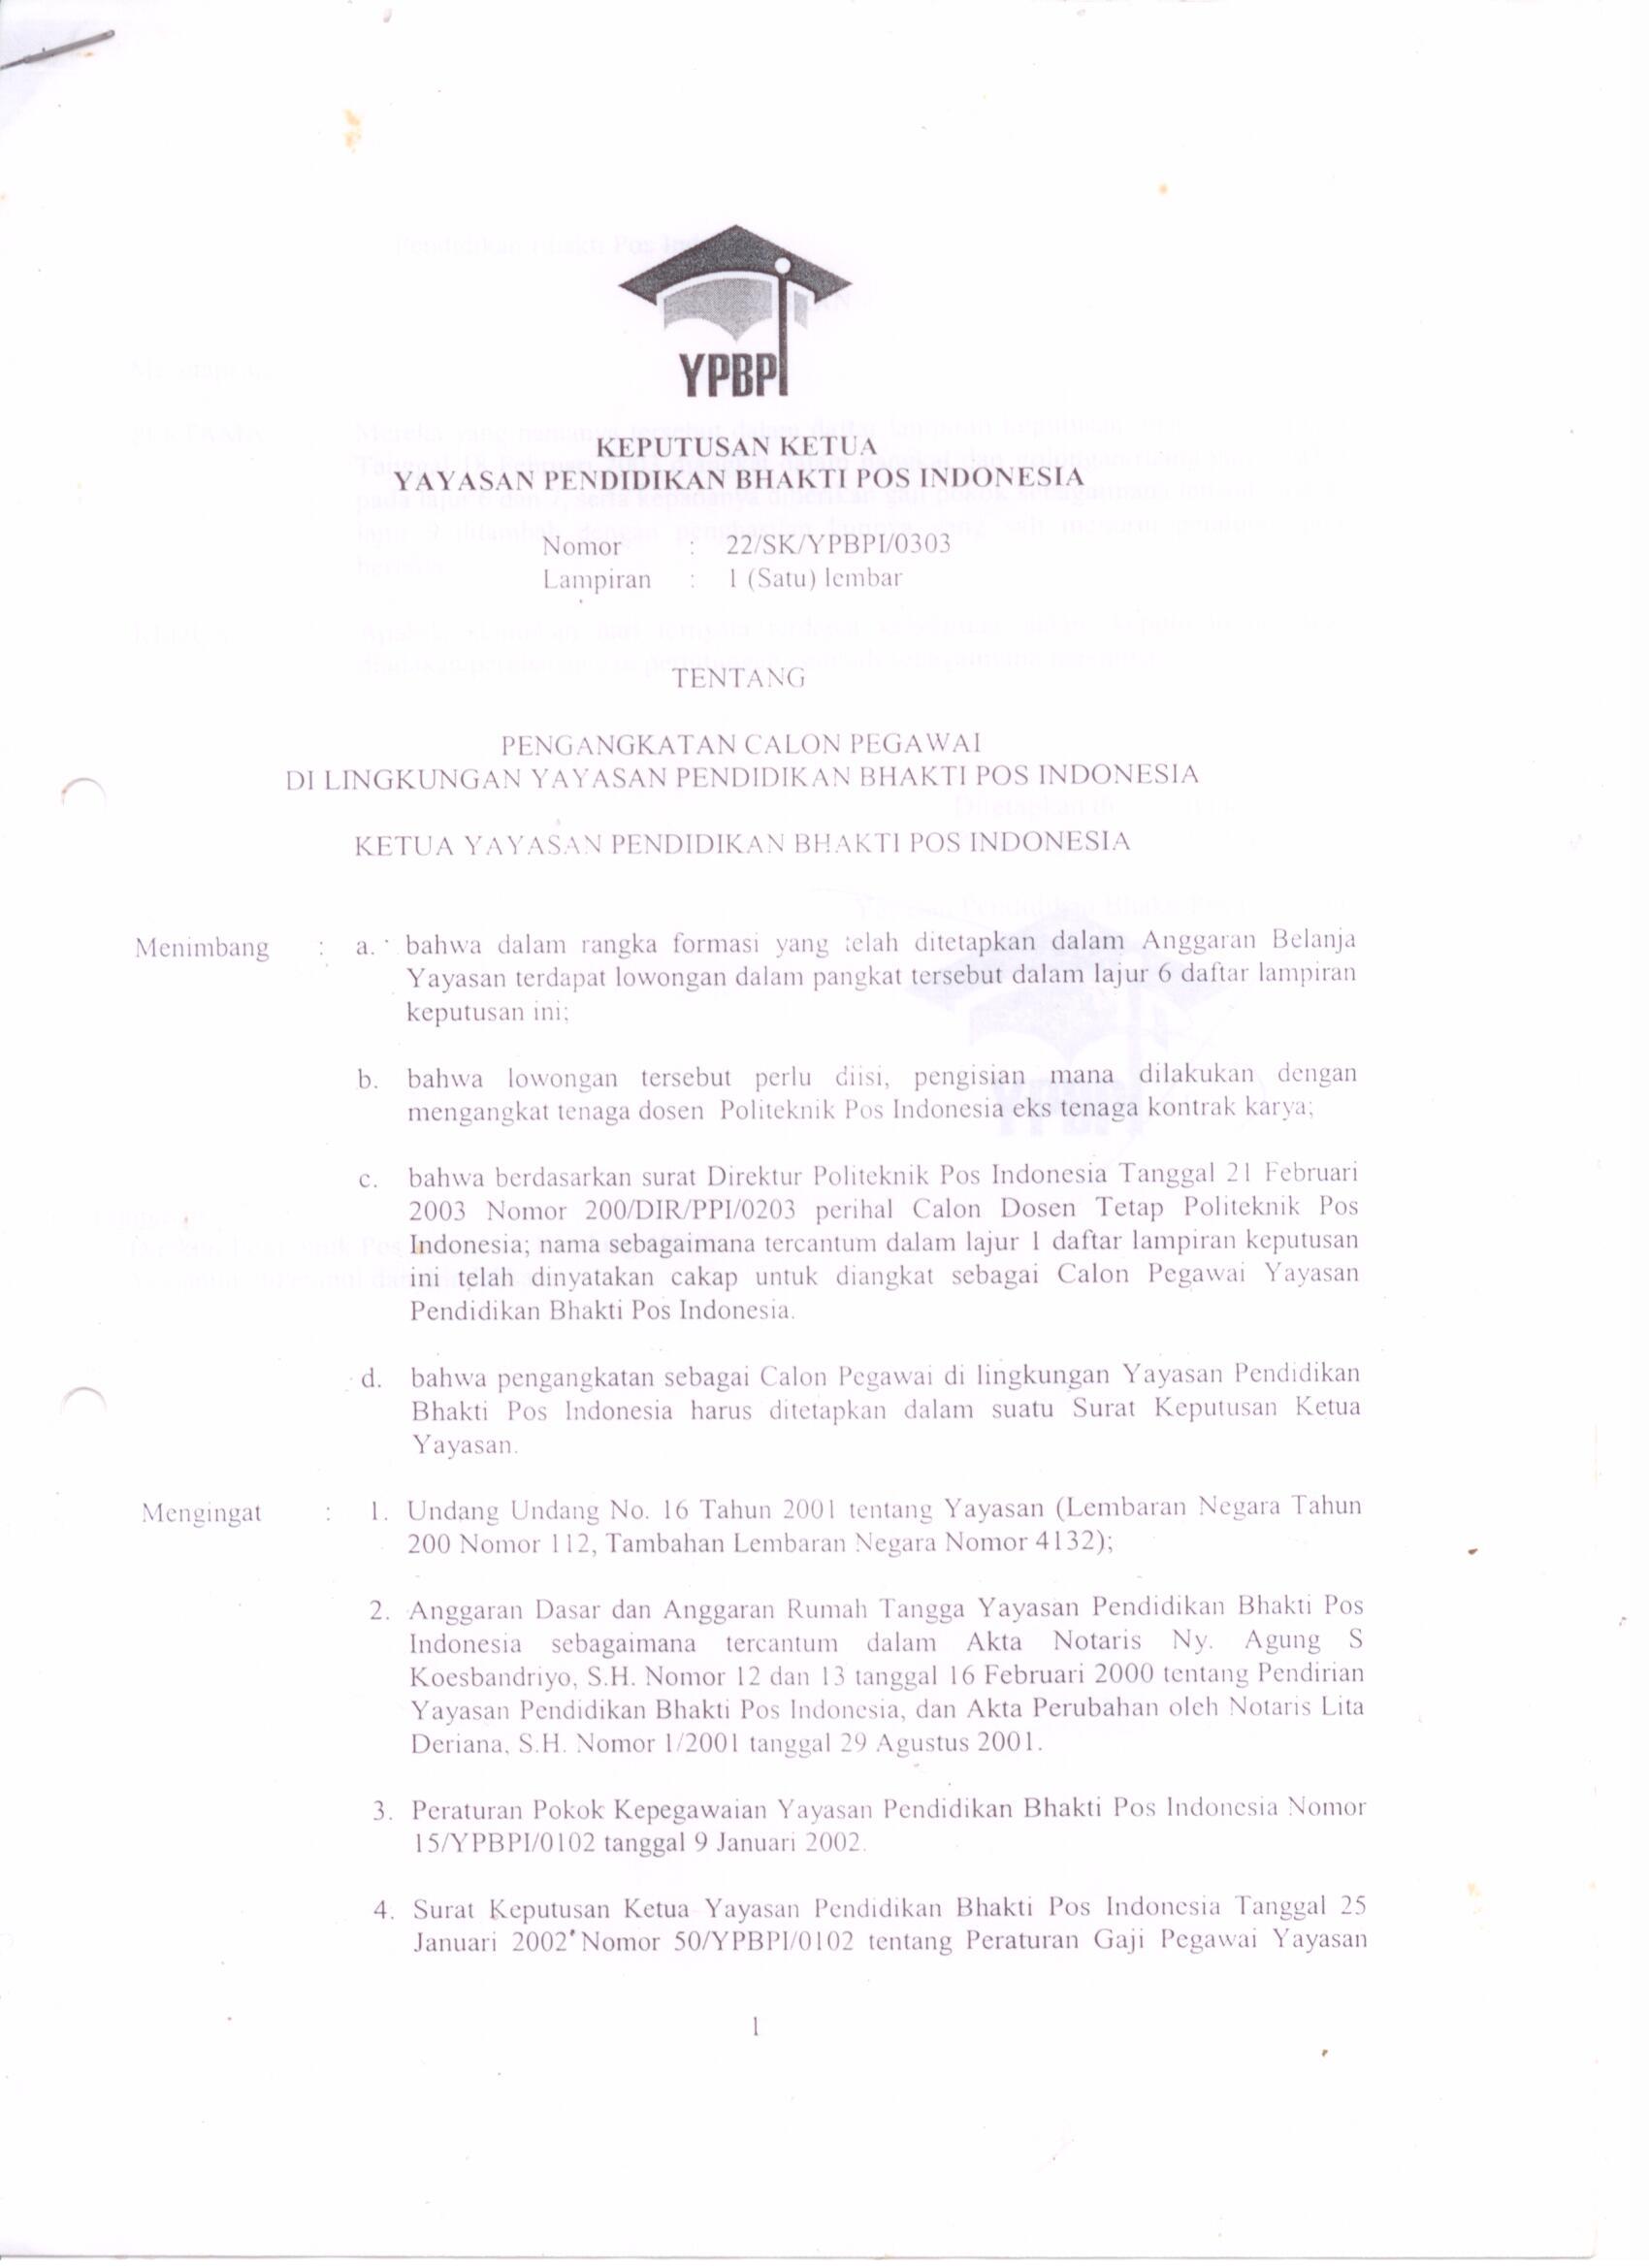 YPBPI
KEPUTUSAN KETUA
YAYASAN PENDIDIKAN BHAKTI POS INDONESIA
Nomor : 22/SK/YPBPI/0303
Lampiran : 1 (Satu) lembar
TENTANG
PENGANGKATAN CALON PEGAWAI
DI LINGKUNGAN YAYASAN PENDIDIKAN BHAKTI POS INDONESIA
KETUA YAYASAN PENDIDIKAN BHAKTI POS INDONESIA
Menimbang : a. bahwa dalam rangka formasi yang telah ditetapkan dalam Anggaran Belanja
Yayasan terdapat lowongan dalam pangkat tersebut dalam lajur 6 daftar lampiran
keputusan ini;
b. bahwa lowongan tersebut perlu diisi, pengisian mana dilakukan dengan
mengangkat tenaga dosen Politeknik Pos Indonesia eks tenaga kontrak karya;
c. bahwa berdasarkan surat Direktur Politeknik Pos Indonesia Tanggal 21 Februari
2003 Nomor 200/DIR/PPI/0203 perihal Calon Dosen Tetap Politeknik Pos
Indonesia; nama sebagaimana tercantum dalam lajur 1 daftar lampiran keputusan
ini telah dinyatakan cakap untuk diangkat sebagai Calon Pegawai Yayasan
Pendidikan Bhakti Pos Indonesia.
d. bahwa pengangkatan sebagai Calon Pegawai di lingkungan Yayasan Pendidikan
Bhakti Pos Indonesia harus ditetapkan dalam suatu Surat Keputusan Ketua
Yayasan.
Mengingat : 1. Undang Undang No. 16 Tahun 2001 tentang Yayasan (Lembaran Negara Tahun
200 Nomor 112, Tambahan Lembaran Negara Nomor 4132);
2. Anggaran Dasar dan Anggaran Rumah Tangga Yayasan Pendidikan Bhakti Pos
Indonesia sebagaimana tercantum dalam Akta Notaris Ny. Agung S
Koesbandriyo, S.H. Nomor 12 dan 13 tanggal 16 Februari 2000 tentang Pendirian
Yayasan Pendidikan Bhakti Pos Indonesia, dan Akta Perubahan oleh Notaris Lita
Deriana, S.H. Nomor 1/2001 tanggal 29 Agustus 2001.
3. Peraturan Pokok Kepegawaian Yayasan Pendidikan Bhakti Pos Indonesia Nomor
15/YPBPI/0102 tanggal 9 Januari 2002.
4. Surat Keputusan Ketua Yayasan Pendidikan Bhakti Pos Indonesia Tanggal 25
Januari 2002 Nomor 50/YPBPI/0102 tentang Peraturan Gaji Pegawai Yayasan
1